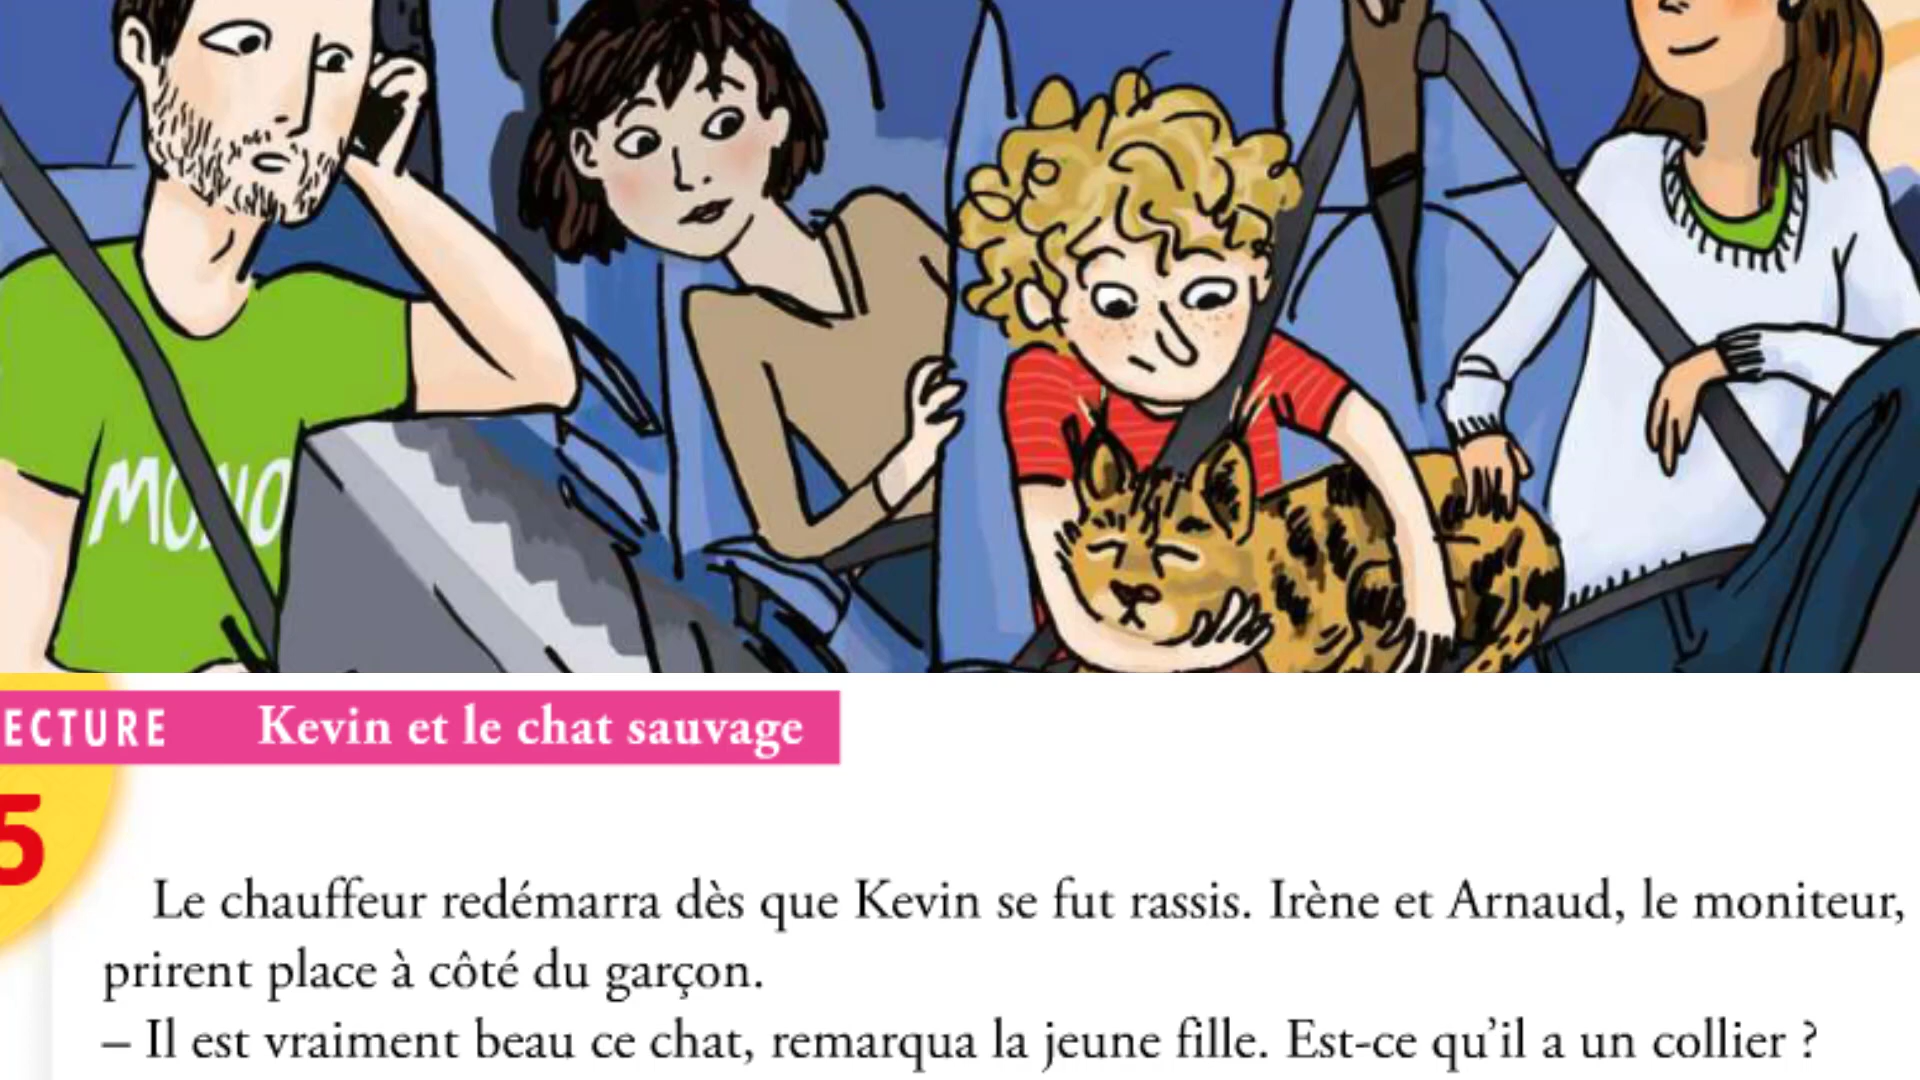 MONO
ECTURE Kevin et le chat sauvage
5
Le chauffeur redémarra dès que Kevin se fut rassis. Irène et Arnaud, le moniteur,
prirent place à côté du garçon.
– Il est vraiment beau ce chat, remarqua la jeune fille. Est-ce qu’il a un collier ?